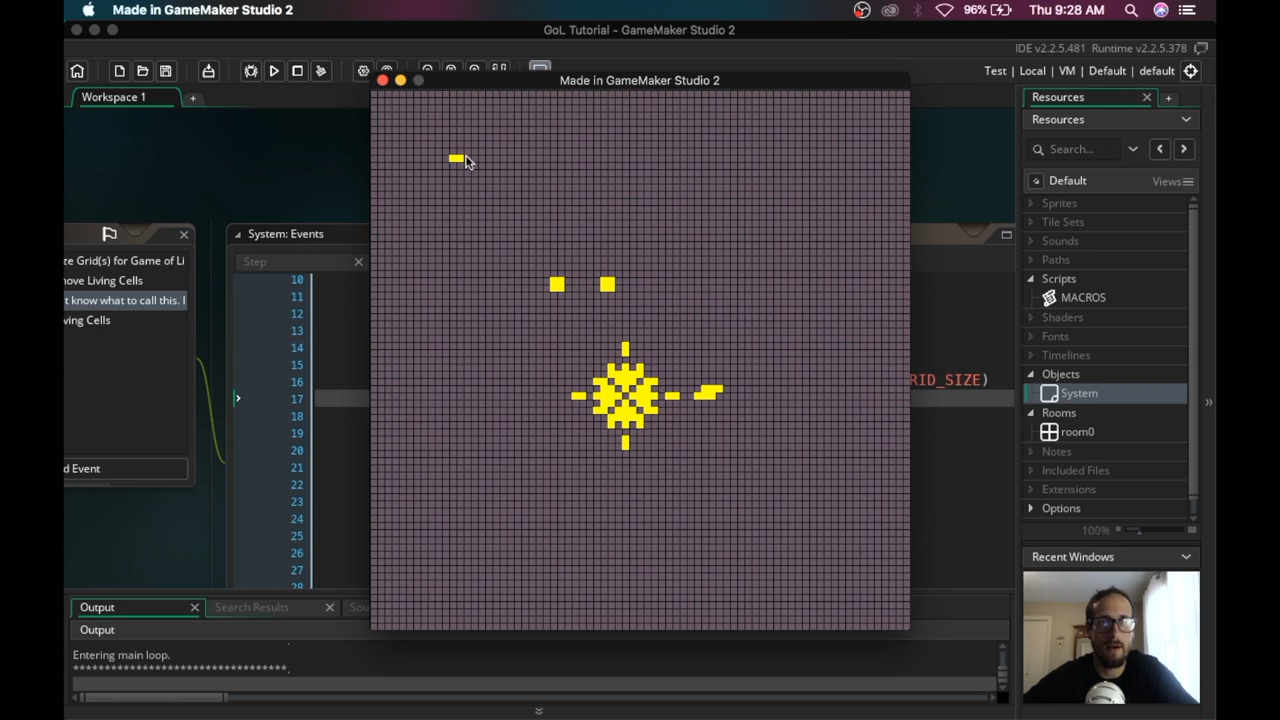 Made in GameMaker Studio 2
96%
Thu 9:28 AM
GoL Tutorial - GameMaker Studio 2
IDE v2.2.5.481 Runtime v2.2.5.378
Test | Local | VM | Default | default
Workspace 1
Made in GameMaker Studio 2
Resources
Resources
Search...
Default
Views
Sprites
Tile Sets
Sounds
Paths
Scripts
MACROS
Shaders
Fonts
Timelines
Objects
System
Rooms
room0
Notes
Included Files
Extensions
Options
100%
Recent Windows
ze Grid(s) for Game of Li
move Living Cells
t know what to call this. I
ving Cells
d Event
System: Events
Step
10
11
12
13
14
15
16
RID_SIZE)
17
18
19
20
21
22
23
24
25
26
27
28
Output
Search Results
Sou
Output
Entering main loop.
*********************************.